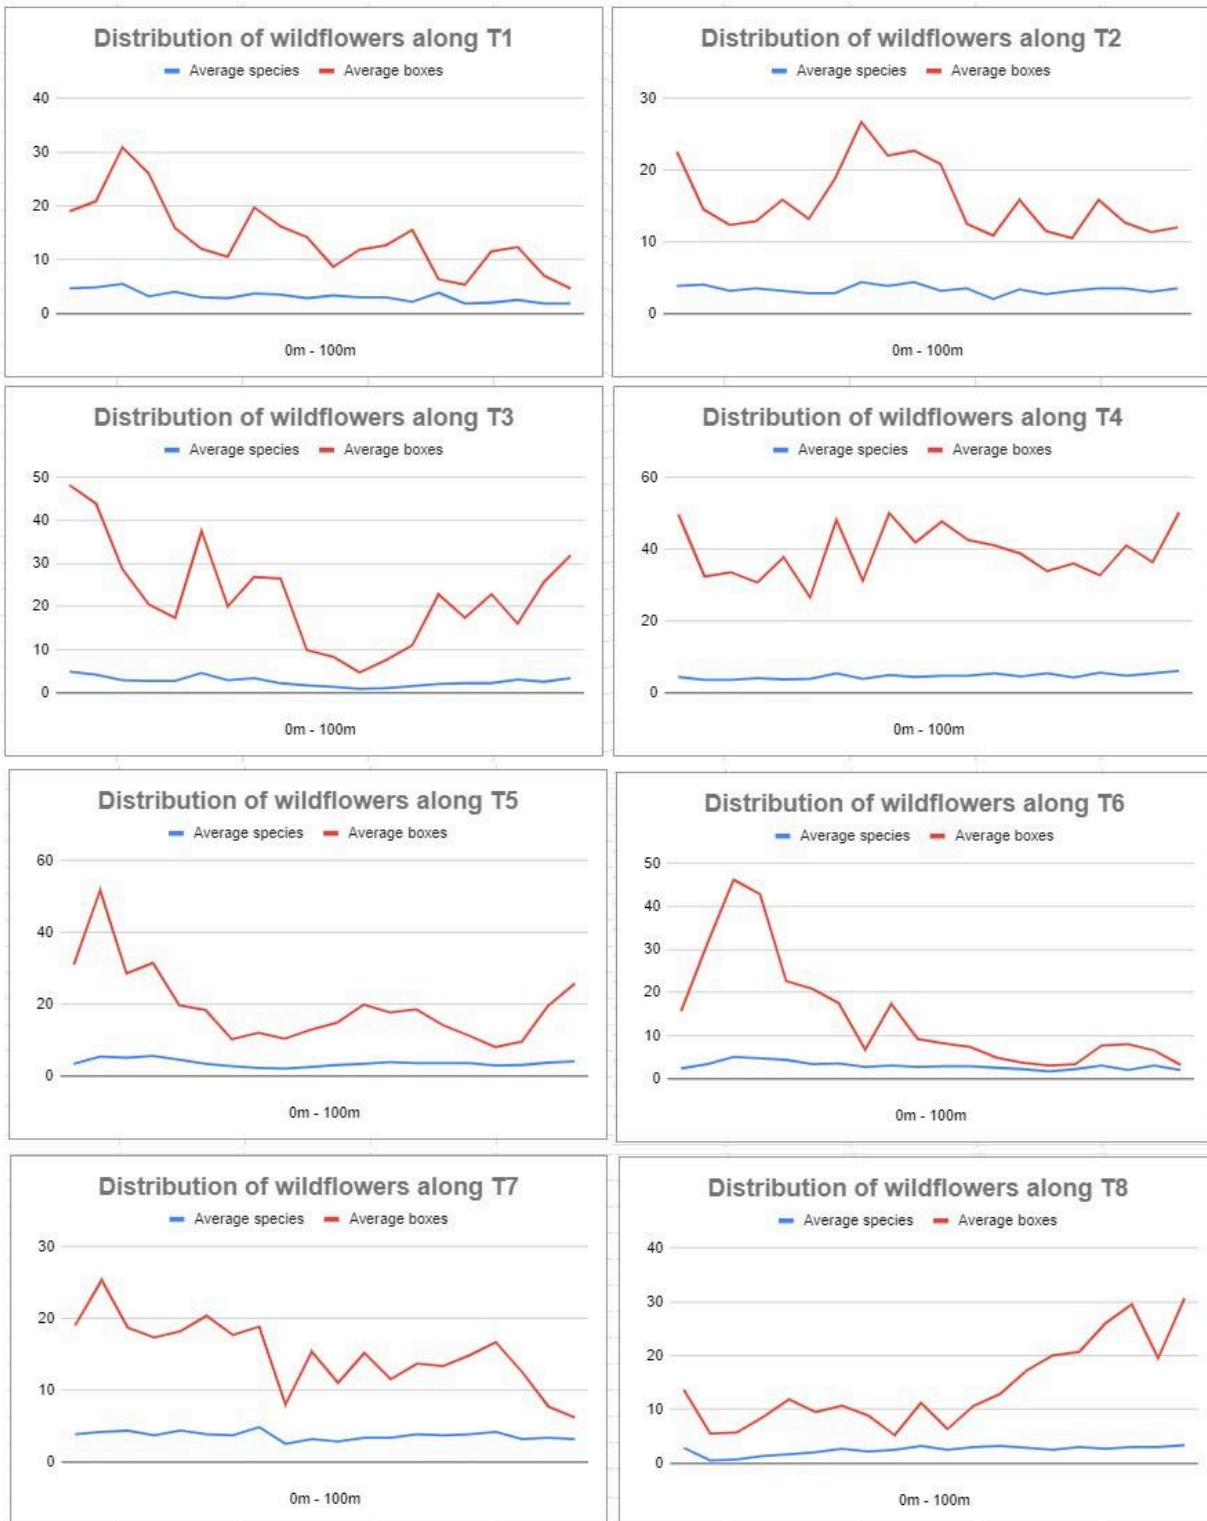 Distribution of wildflowers along T1
Average species Average boxes
40
30
20
10
0
0m - 100m
Distribution of wildflowers along T2
Average species Average boxes
30
20
10
0
0m - 100m
Distribution of wildflowers along T3
Average species Average boxes
50
40
30
20
10
0
0m - 100m
Distribution of wildflowers along T4
Average species Average boxes
60
40
20
0
0m - 100m
Distribution of wildflowers along T5
Average species Average boxes
60
40
20
0
0m - 100m
Distribution of wildflowers along T6
Average species Average boxes
50
40
30
20
10
0
0m - 100m
Distribution of wildflowers along T7
Average species Average boxes
30
20
10
0
0m - 100m
Distribution of wildflowers along T8
Average species Average boxes
40
30
20
10
0
0m - 100m